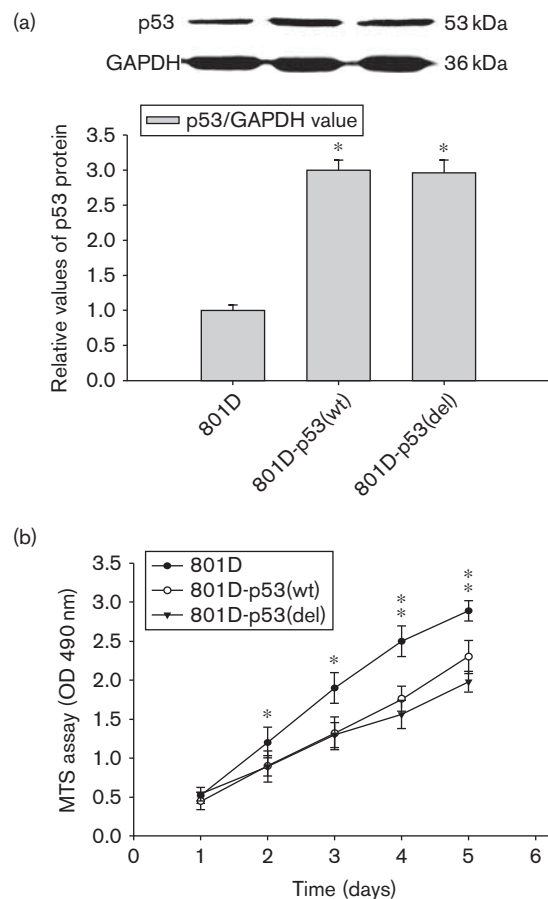 (a)
p53 53 kDa
GAPDH 36 kDa
p53/GAPDH value
Relative values of p53 protein
3.5
3.0
2.5
2.0
1.5
1.0
0.5
0.0
* *
801D
801D-p53(wt)
801D-p53(del)
(b)
801D
801D-p53(wt)
801D-p53(del)
MTS assay (OD 490 nm)
3.5
3.0
2.5
2.0
1.5
1.0
0.5
0.0
* * ** **
0 1 2 3 4 5 6
Time (days)